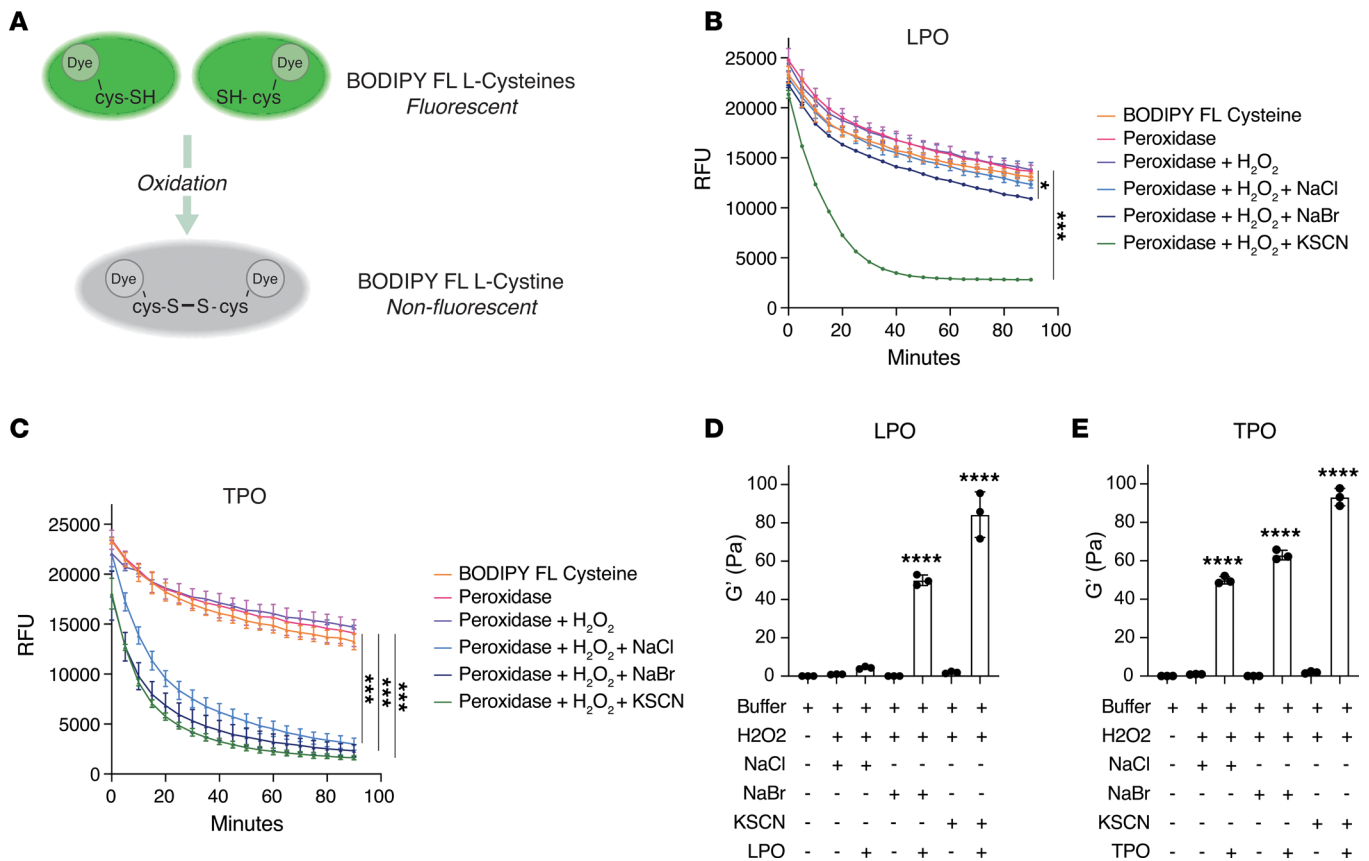 A
Dye
Dye
cys-SH
SH- cys
BODIPY FL L-Cysteines
Fluorescent
Oxidation
Dye
Dye
cys-S–S-cys
BODIPY FL L-Cystine
Non-fluorescent
B
LPO
25000
20000
15000
10000
5000
0
RFU
0 20 40 60 80 100
Minutes
*
***
BODIPY FL Cysteine
Peroxidase
Peroxidase + H₂O₂
Peroxidase + H₂O₂ + NaCl
Peroxidase + H₂O₂ + NaBr
Peroxidase + H₂O₂ + KSCN
C
TPO
25000
20000
15000
10000
5000
0
RFU
0 20 40 60 80 100
Minutes
***
***
***
BODIPY FL Cysteine
Peroxidase
Peroxidase + H₂O₂
Peroxidase + H₂O₂ + NaCl
Peroxidase + H₂O₂ + NaBr
Peroxidase + H₂O₂ + KSCN
D
LPO
100
80
60
40
20
0
G' (Pa)
****
****
Buffer + + + + + + +
H2O2 - + + + + + +
NaCl - + + - - - -
NaBr - - - + + - -
KSCN - - - - - + +
LPO - - + - + - +
E
TPO
100
80
60
40
20
0
G' (Pa)
****
****
****
Buffer + + + + + + +
H2O2 - + + + + + +
NaCl - + + - - - -
NaBr - - - + + - -
KSCN - - - - - + +
TPO - - + - + - +